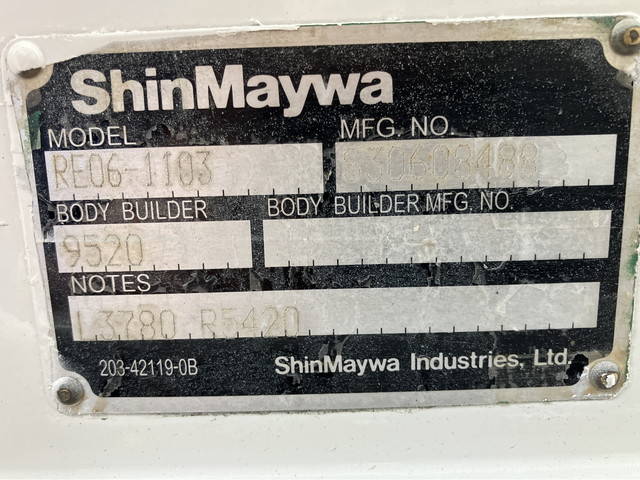 ShinMaywa
MODEL MFG. NO.
RE06-1103
BODY BUILDER BODY BUILDER MFG. NO.
9520
NOTES
L3780 R5420
203-42119-0B ShinMaywa Industries, Ltd.